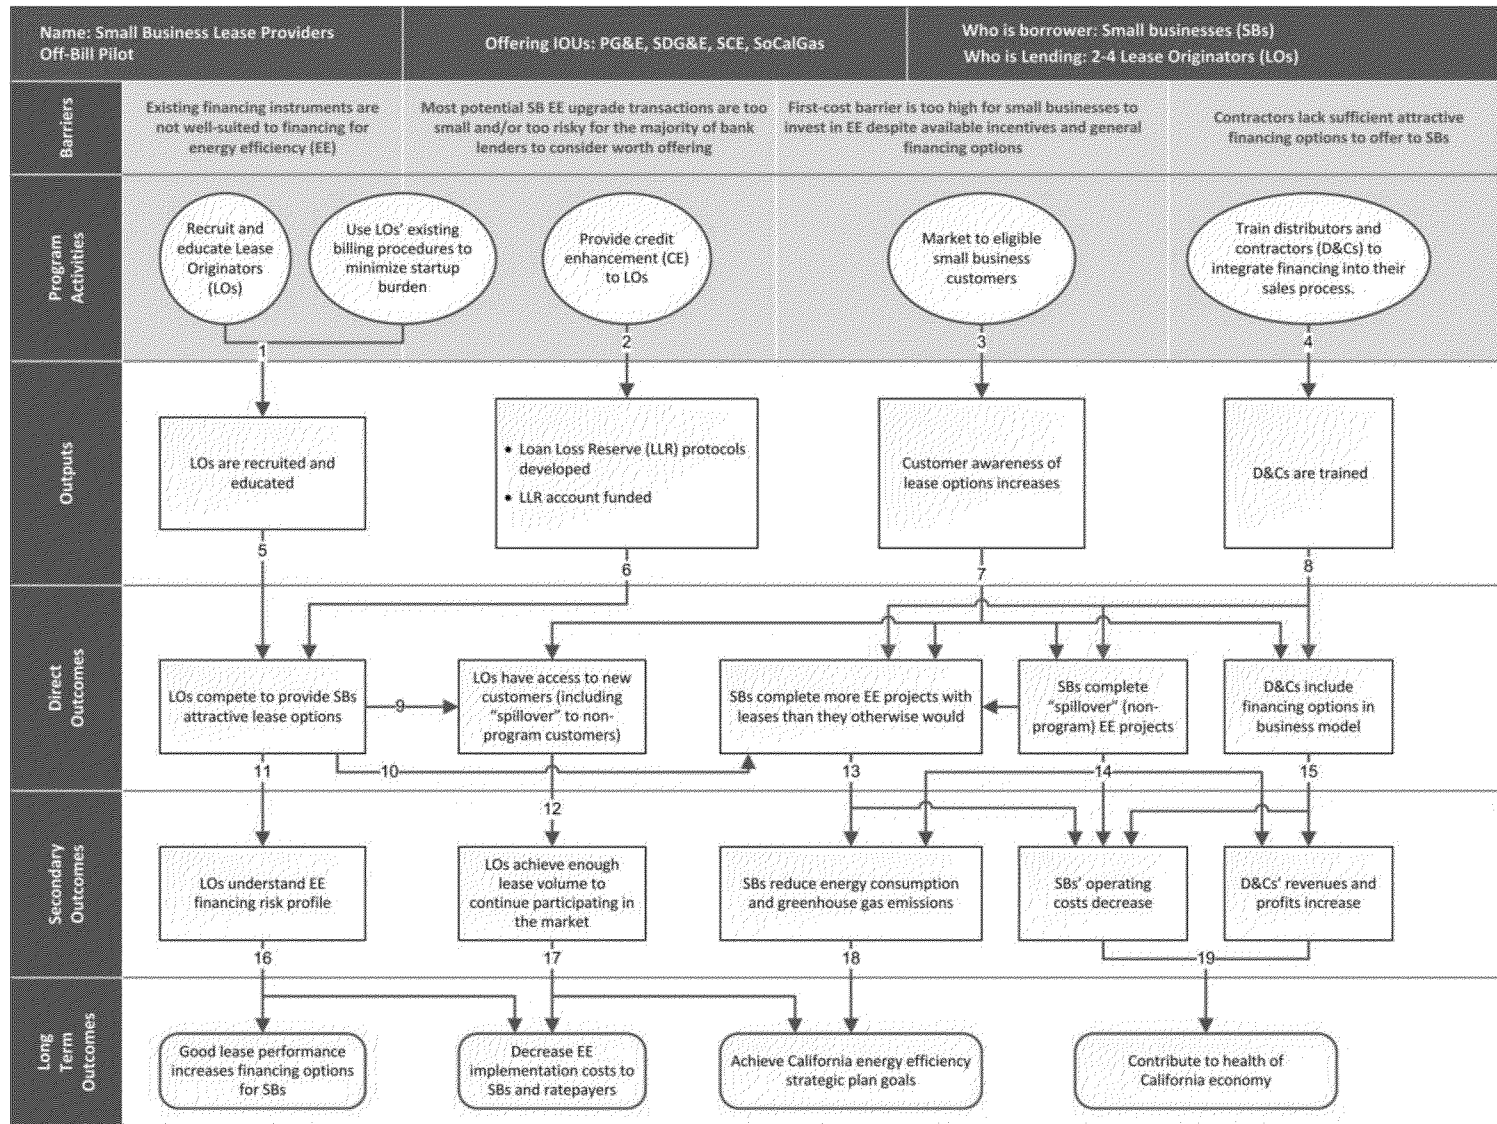 Name: Small Business Lease Providers
Off-Bill Pilot
Offering IOUs: PG&E, SDG&E, SCE, SoCalGas
Who is borrower: Small businesses (SBs)
Who is Lending: 2-4 Lease Originators (LOs)
Barriers
Existing financing instruments are
not well-suited to financing for
energy efficiency (EE)
Most potential SB EE upgrade transactions are too
small and/or too risky for the majority of bank
lenders to consider worth offering
First-cost barrier is too high for small businesses to
invest in EE despite available incentives and general
financing options
Contractors lack sufficient attractive
financing options to offer to SBs
Program
Activities
Recruit and
educate Lease
Originators
(LOs)
Use LOs' existing
billing procedures to
minimize startup
burden
Provide credit
enhancement (CE)
to LOs
Market to eligible
small business
customers
Train distributors and
contractors (D&Cs) to
integrate financing into their
sales process.
1
2
3
4
Outputs
LOs are recruited and
educated
• Loan Loss Reserve (LLR) protocols
developed
• LLR account funded
Customer awareness of
lease options increases
D&Cs are trained
5
6
7
8
Direct
Outcomes
LOs compete to provide SBs
attractive lease options
9
LOs have access to new
customers (including
"spillover" to non-
program customers)
SBs complete more EE projects with
leases than they otherwise would
SBs complete
"spillover" (non-
program) EE projects
D&Cs include
financing options in
business model
11
10
13
14
15
12
Secondary
Outcomes
LOs understand EE
financing risk profile
LOs achieve enough
lease volume to
continue participating in
the market
SBs reduce energy consumption
and greenhouse gas emissions
SBs' operating
costs decrease
D&Cs' revenues and
profits increase
16
17
18
19
Long
Term
Outcomes
Good lease performance
increases financing options
for SBs
Decrease EE
implementation costs to
SBs and ratepayers
Achieve California energy efficiency
strategic plan goals
Contribute to health of
California economy